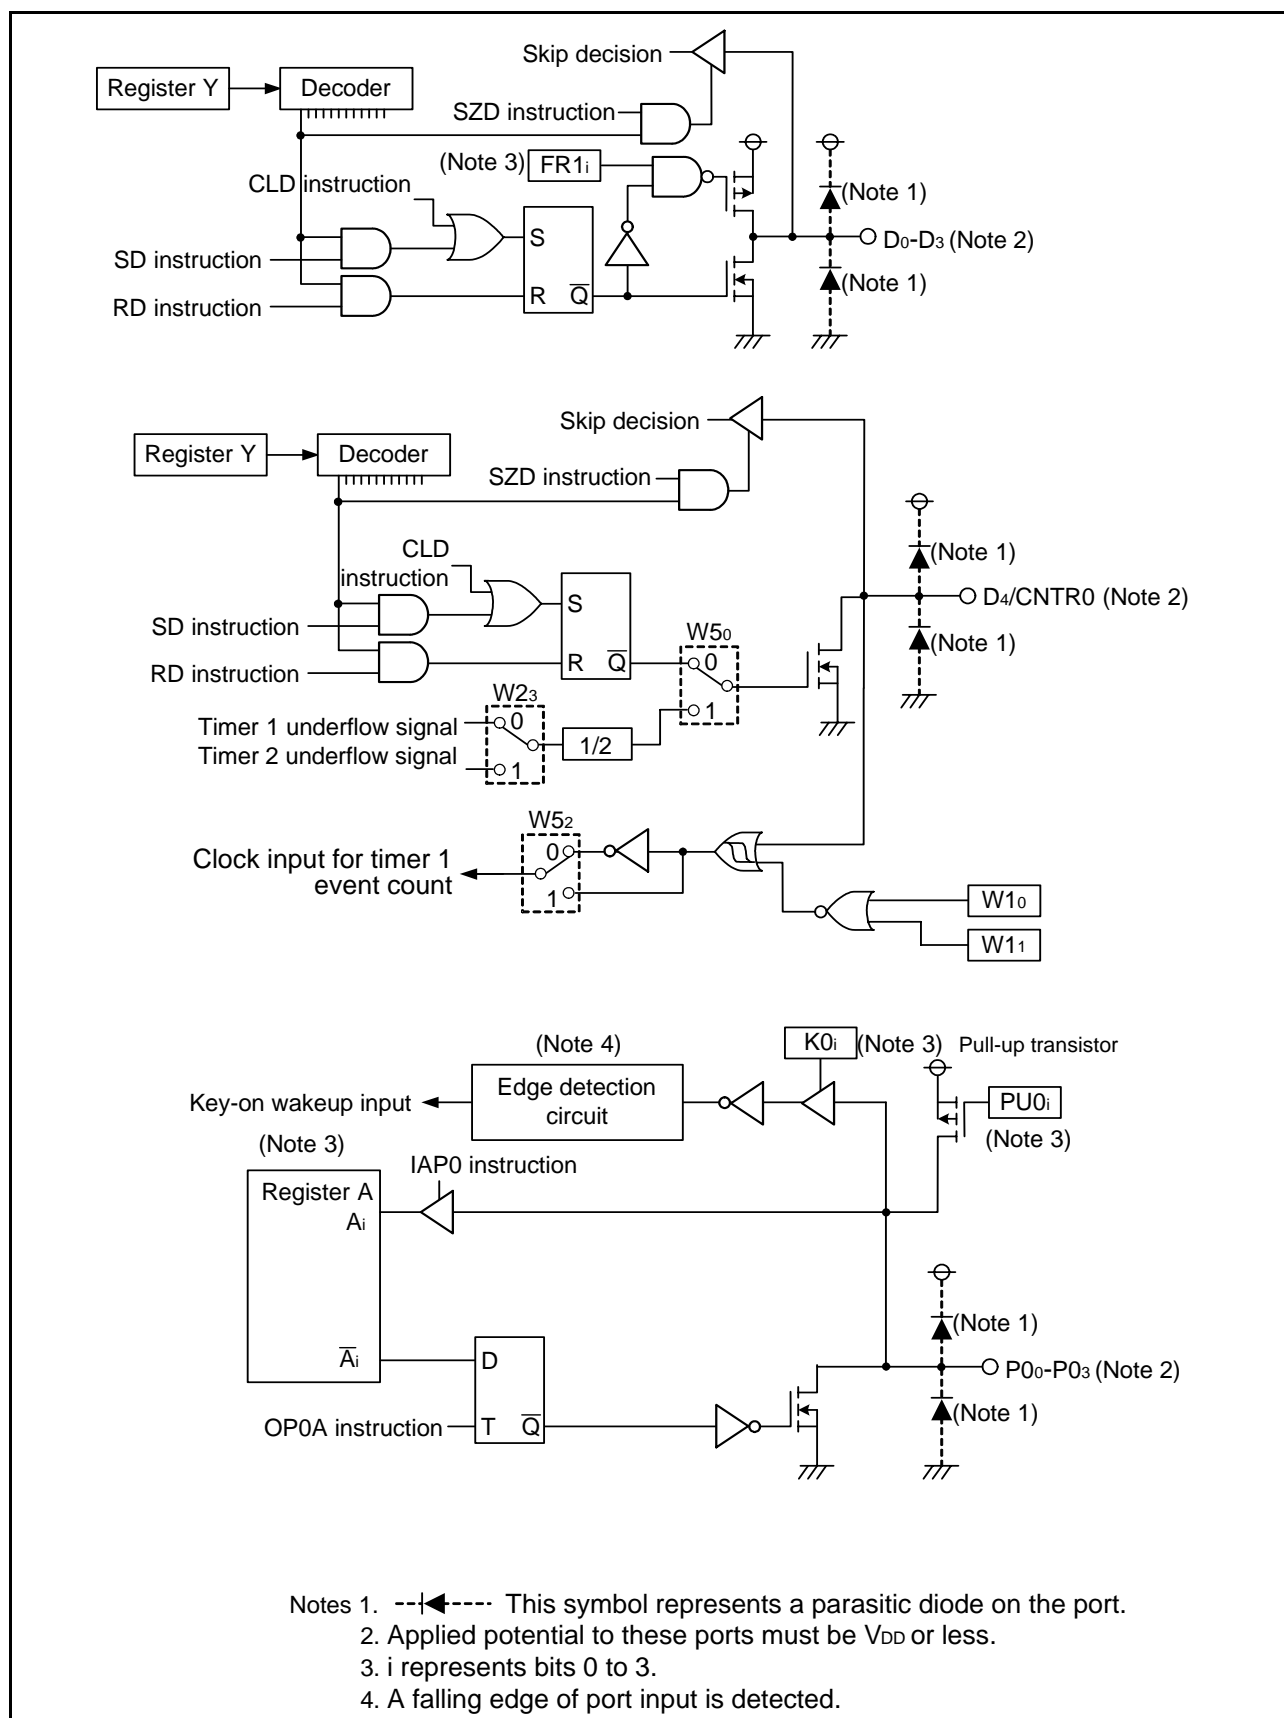 Skip decision
Register Y
Decoder
SZD instruction
(Note 3)
FR1i
CLD instruction
(Note 1)
S
D0-D3 (Note 2)
SD instruction
(Note 1)
R
Q̅
RD instruction
Skip decision
Register Y
Decoder
SZD instruction
CLD
instruction
(Note 1)
S
D4/CNTR0 (Note 2)
SD instruction
W50
(Note 1)
R
Q̅
0
RD instruction
W23
1
0
Timer 1 underflow signal
1/2
Timer 2 underflow signal
1
W52
0
Clock input for timer 1
event count
1
W10
W11
K0i
(Note 3)
Pull-up transistor
(Note 4)
Edge detection
circuit
Key-on wakeup input
PU0i
(Note 3)
(Note 3)
IAP0 instruction
Register A
Ai
(Note 1)
A̅i
D
P00-P03 (Note 2)
(Note 1)
OP0A instruction
T
Q̅
Notes 1. This symbol represents a parasitic diode on the port.
2. Applied potential to these ports must be VDD or less.
3. i represents bits 0 to 3.
4. A falling edge of port input is detected.